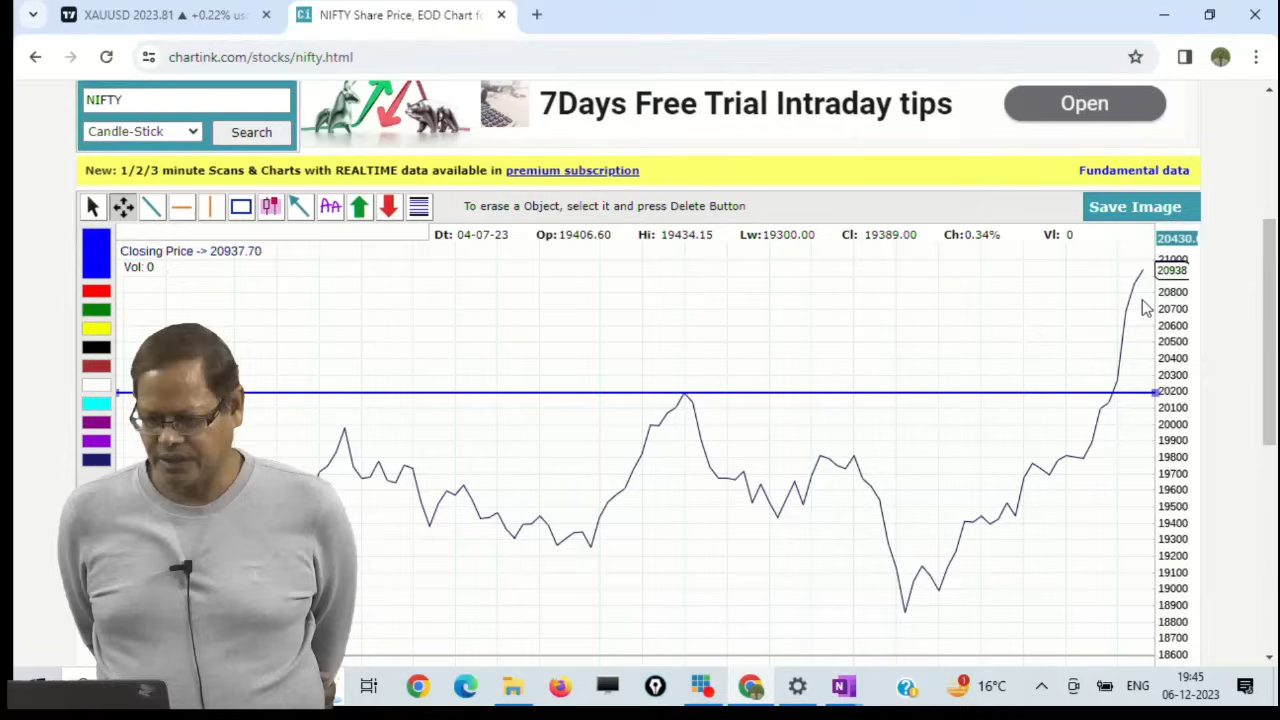 XAUUSD 2023.81 ▲ +0.22% us
NIFTY Share Price, EOD Chart fo
chartink.com/stocks/nifty.html
NIFTY
Candle-Stick
Search
7Days Free Trial Intraday tips
Open
New: 1/2/3 minute Scans & Charts with REALTIME data available in premium subscription
Fundamental data
To erase a Object, select it and press Delete Button
Save Image
Dt: 04-07-23 Op:19406.60 Hi: 19434.15 Lw:19300.00 Cl: 19389.00 Ch:0.34% Vl: 0
20430.0
Closing Price -> 20937.70
Vol: 0
21000
20938
20800
20700
20600
20500
20400
20300
20200
20100
20000
19900
19800
19700
19600
19500
19400
19300
19200
19100
19000
18900
18800
18700
18600
16°C
ENG
19:45
06-12-2023